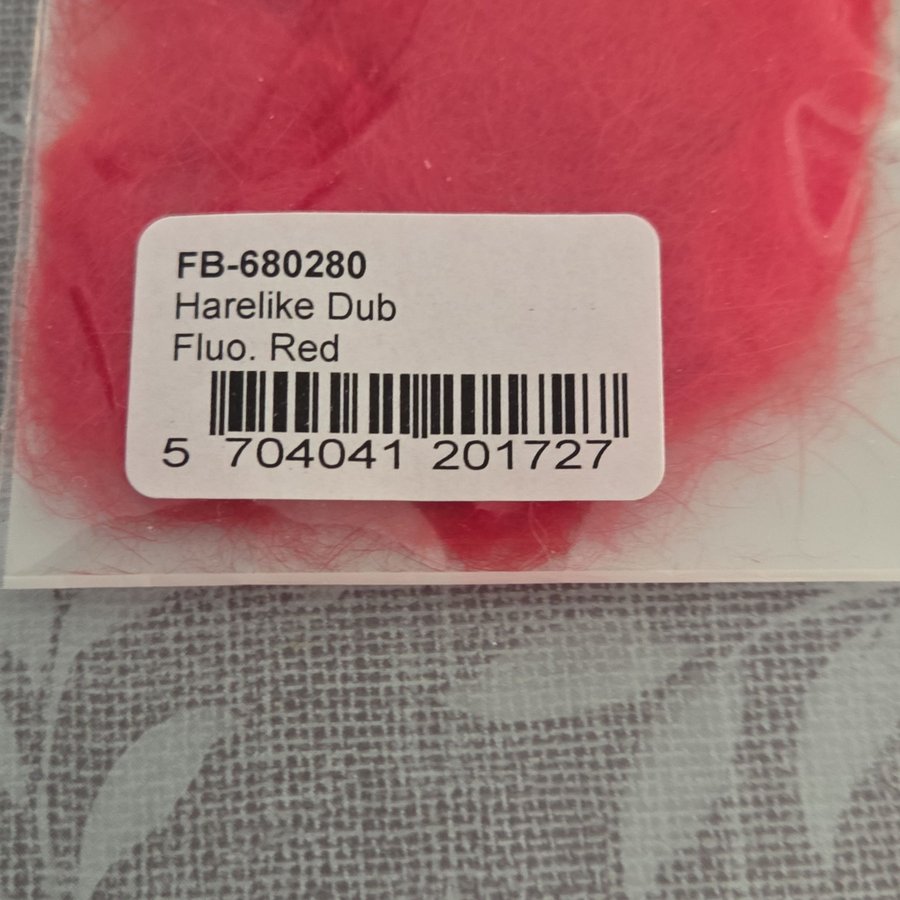 FB-680280
Harelike Dub
Fluo. Red
5 704041 201727